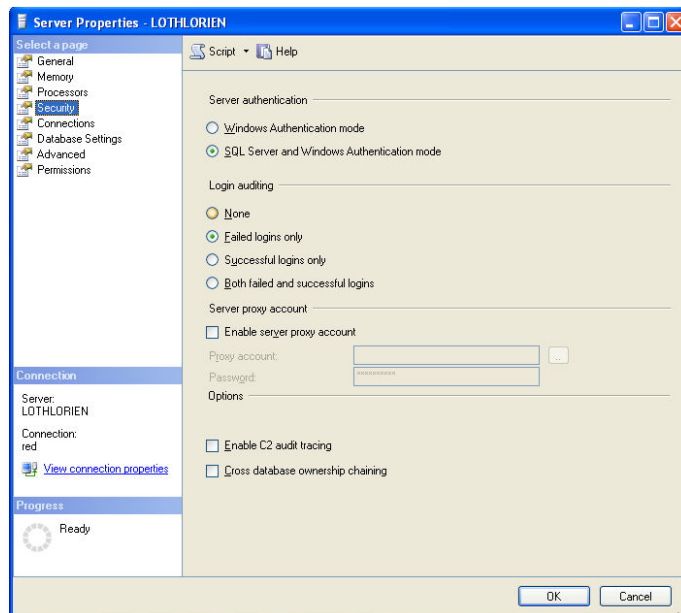 Server Properties - LOTHLORIEN
Select a page
General
Memory
Processors
Security
Connections
Database Settings
Advanced
Permissions
Connection
Server:
LOTHLORIEN
Connection:
red
View connection properties
Progress
Ready
Script Help
Server authentication
Windows Authentication mode
SQL Server and Windows Authentication mode
Login auditing
None
Failed logins only
Successful logins only
Both failed and successful logins
Server proxy account
Enable server proxy account
Proxy account:
...
Password: **********
Options
Enable C2 audit tracing
Cross database ownership chaining
OK Cancel